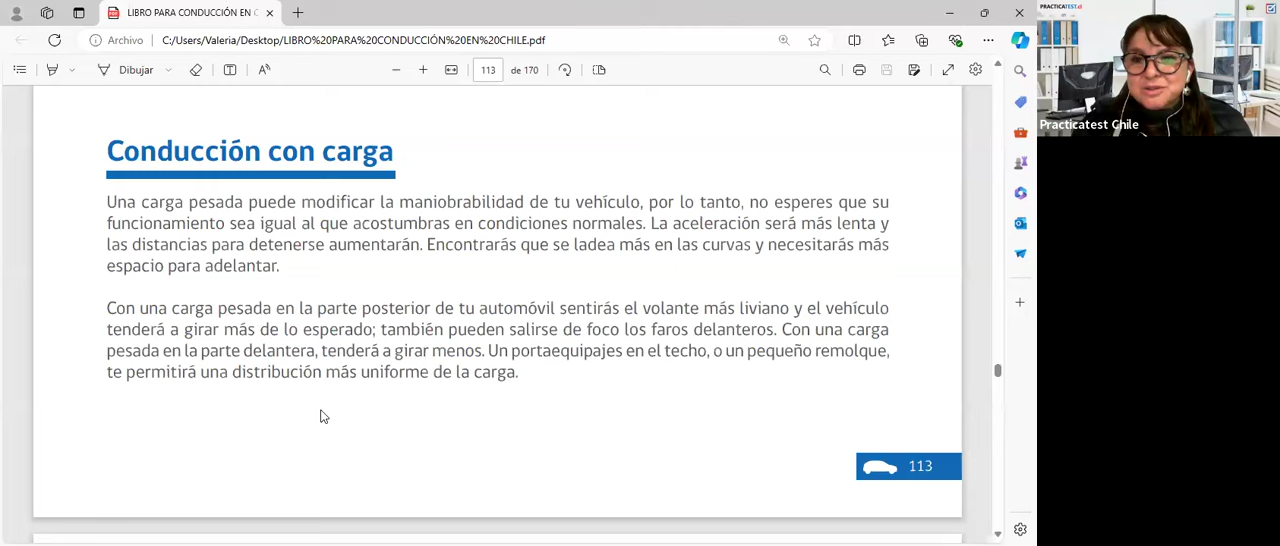 LIBRO PARA CONDUCCIÓN EN C
PRACTICATEST.cl
Archivo
C:/Users/Valeria/Desktop/LIBRO%20PARA%20CONDUCCIÓN%20EN%20CHILE.pdf
Dibujar
113
de 170
Practicatest Chile
Conducción con carga
Una carga pesada puede modificar la maniobrabilidad de tu vehículo, por lo tanto, no esperes que su
funcionamiento sea igual al que acostumbras en condiciones normales. La aceleración será más lenta y
las distancias para detenerse aumentarán. Encontrarás que se ladea más en las curvas y necesitarás más
espacio para adelantar.
Con una carga pesada en la parte posterior de tu automóvil sentirás el volante más liviano y el vehículo
tenderá a girar más de lo esperado; también pueden salirse de foco los faros delanteros. Con una carga
pesada en la parte delantera, tenderá a girar menos. Un portaequipajes en el techo, o un pequeño remolque,
te permitirá una distribución más uniforme de la carga.
113